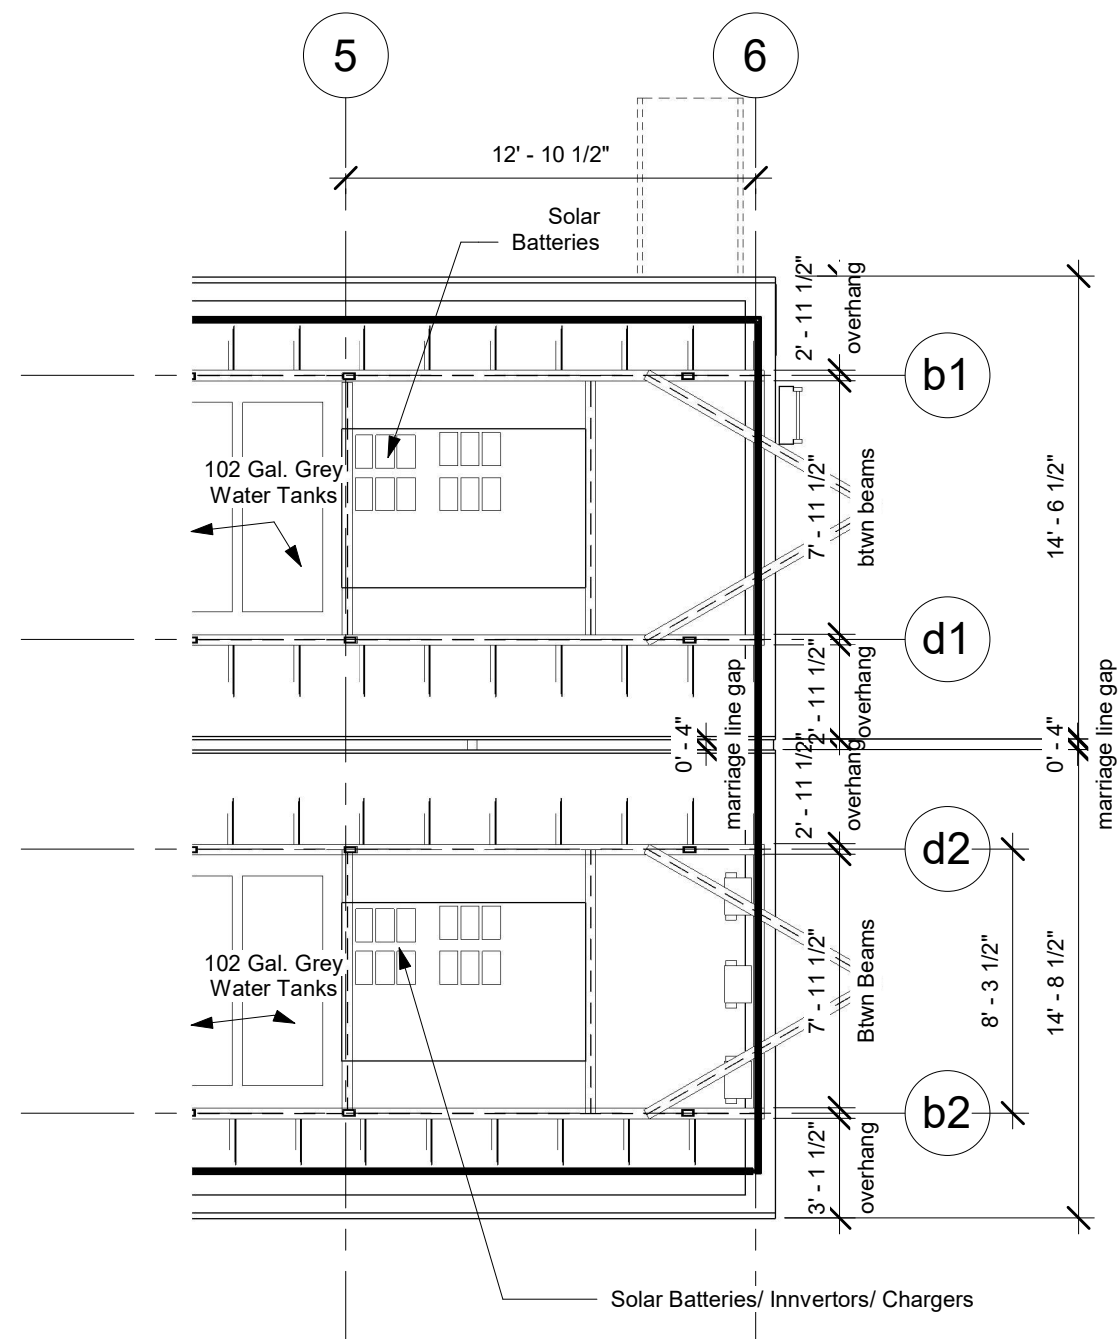 5
6
12' - 10 1/2"
Solar
Batteries
2' - 11 1/2"
overhang
b1
102 Gal. Grey
Water Tanks
7' - 11 1/2"
btwn beams
14' - 6 1/2"
d1
2' - 11 1/2"
overhang
0' - 4"
marriage line gap
0' - 4"
marriage line gap
2' - 11 1/2"
overhang
d2
102 Gal. Grey
Water Tanks
7' - 11 1/2"
Btwn Beams
8' - 3 1/2"
14' - 8 1/2"
b2
3' - 1 1/2"
overhang
Solar Batteries/ Innvertors/ Chargers